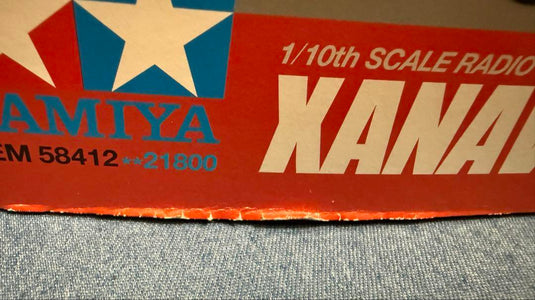 1/10th SCALE RADIO
AMIYA
XANA
EM 58412 **21800